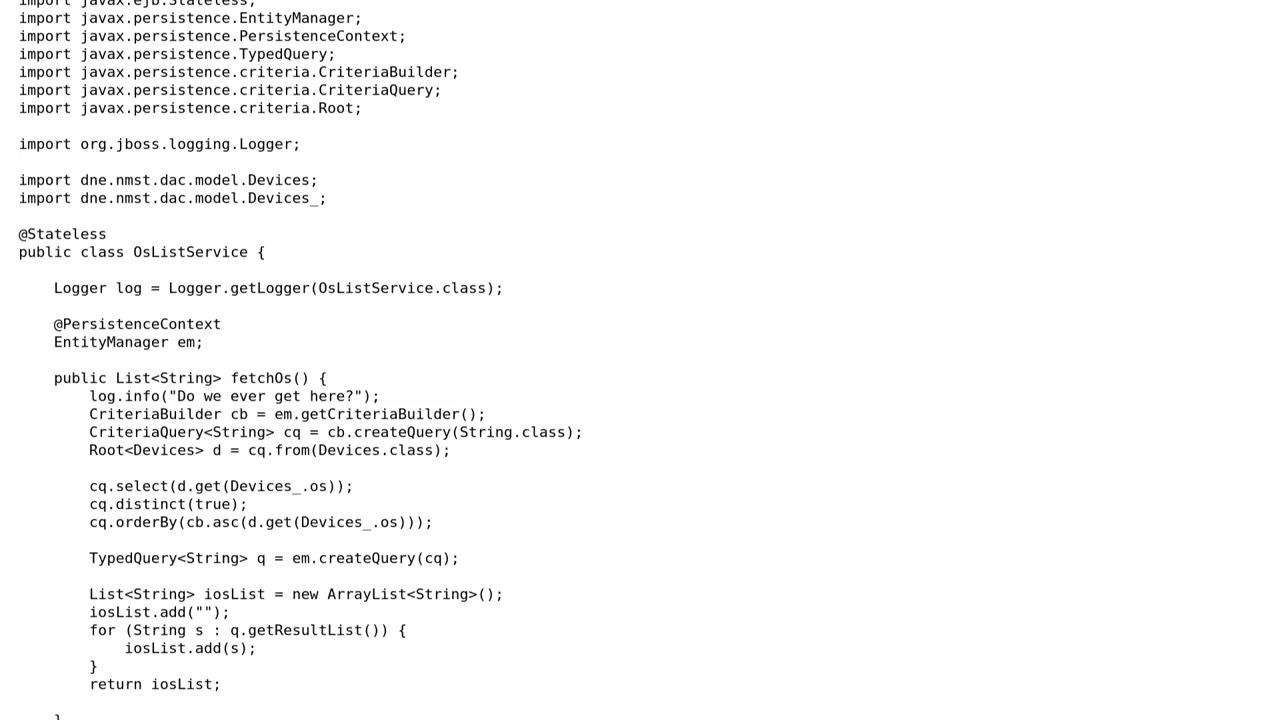 import javax.ejb.Stateless;
import javax.persistence.EntityManager;
import javax.persistence.PersistenceContext;
import javax.persistence.TypedQuery;
import javax.persistence.criteria.CriteriaBuilder;
import javax.persistence.criteria.CriteriaQuery;
import javax.persistence.criteria.Root;
import org.jboss.logging.Logger;
import dne.nmst.dac.model.Devices;
import dne.nmst.dac.model.Devices_;
@Stateless
public class OsListService {
Logger log = Logger.getLogger(OsListService.class);
@PersistenceContext
EntityManager em;
public List<String> fetchOs() {
log.info("Do we ever get here?");
CriteriaBuilder cb = em.getCriteriaBuilder();
CriteriaQuery<String> cq = cb.createQuery(String.class);
Root<Devices> d = cq.from(Devices.class);
cq.select(d.get(Devices_.os));
cq.distinct(true);
cq.orderBy(cb.asc(d.get(Devices_.os)));
TypedQuery<String> q = em.createQuery(cq);
List<String> iosList = new ArrayList<String>();
iosList.add("");
for (String s : q.getResultList()) {
iosList.add(s);
}
return iosList;
}